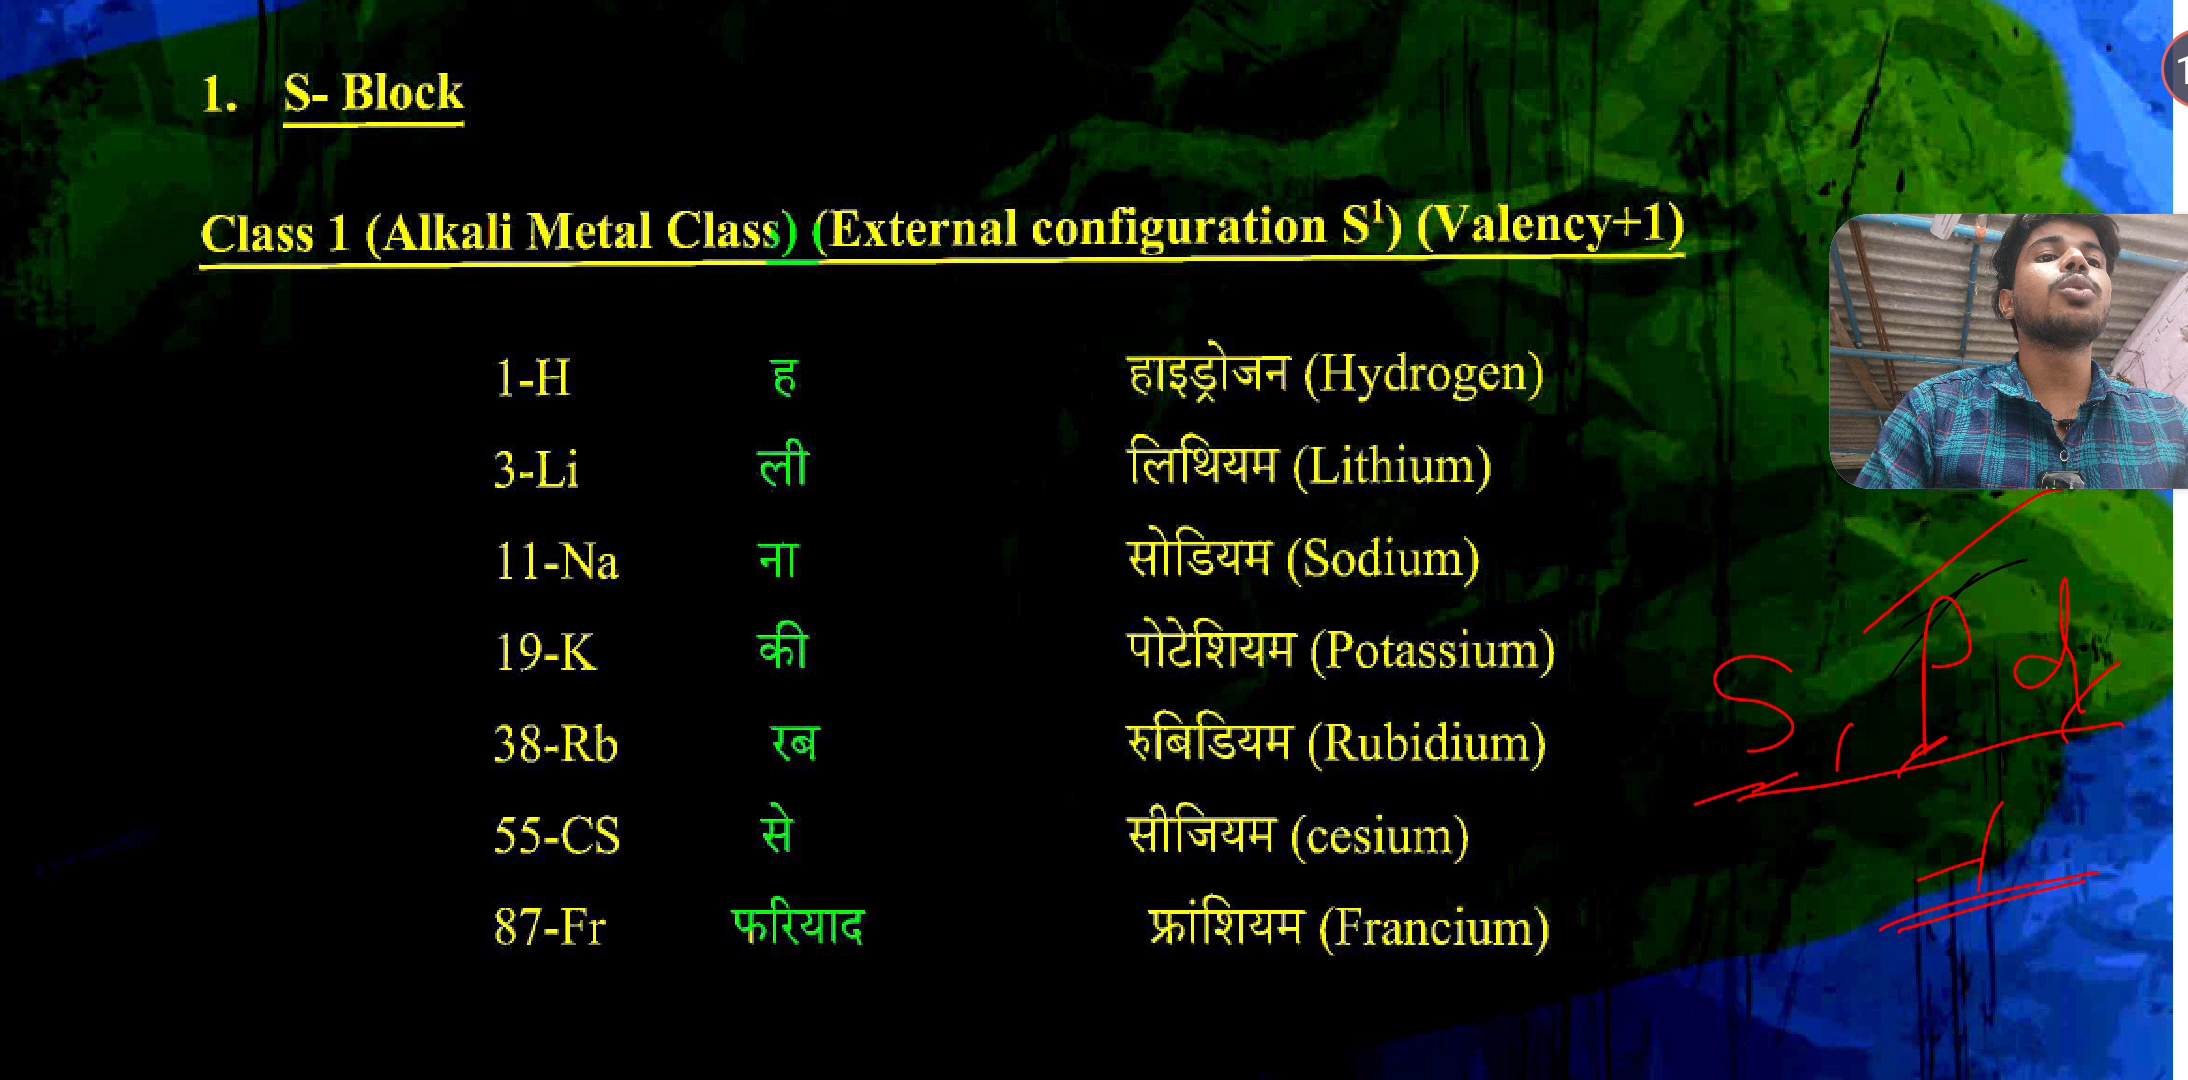 1. S- Block
Class 1 (Alkali Metal Class) (External configuration S¹) (Valency+1)
1-H ह हाइड्रोजन (Hydrogen)
3-Li ली लिथियम (Lithium)
11-Na ना सोडियम (Sodium)
19-K की पोटेशियम (Potassium)
38-Rb रब रुबिडियम (Rubidium)
55-CS से सीजियम (cesium)
87-Fr फरियाद फ्रांशियम (Francium)
S, P d